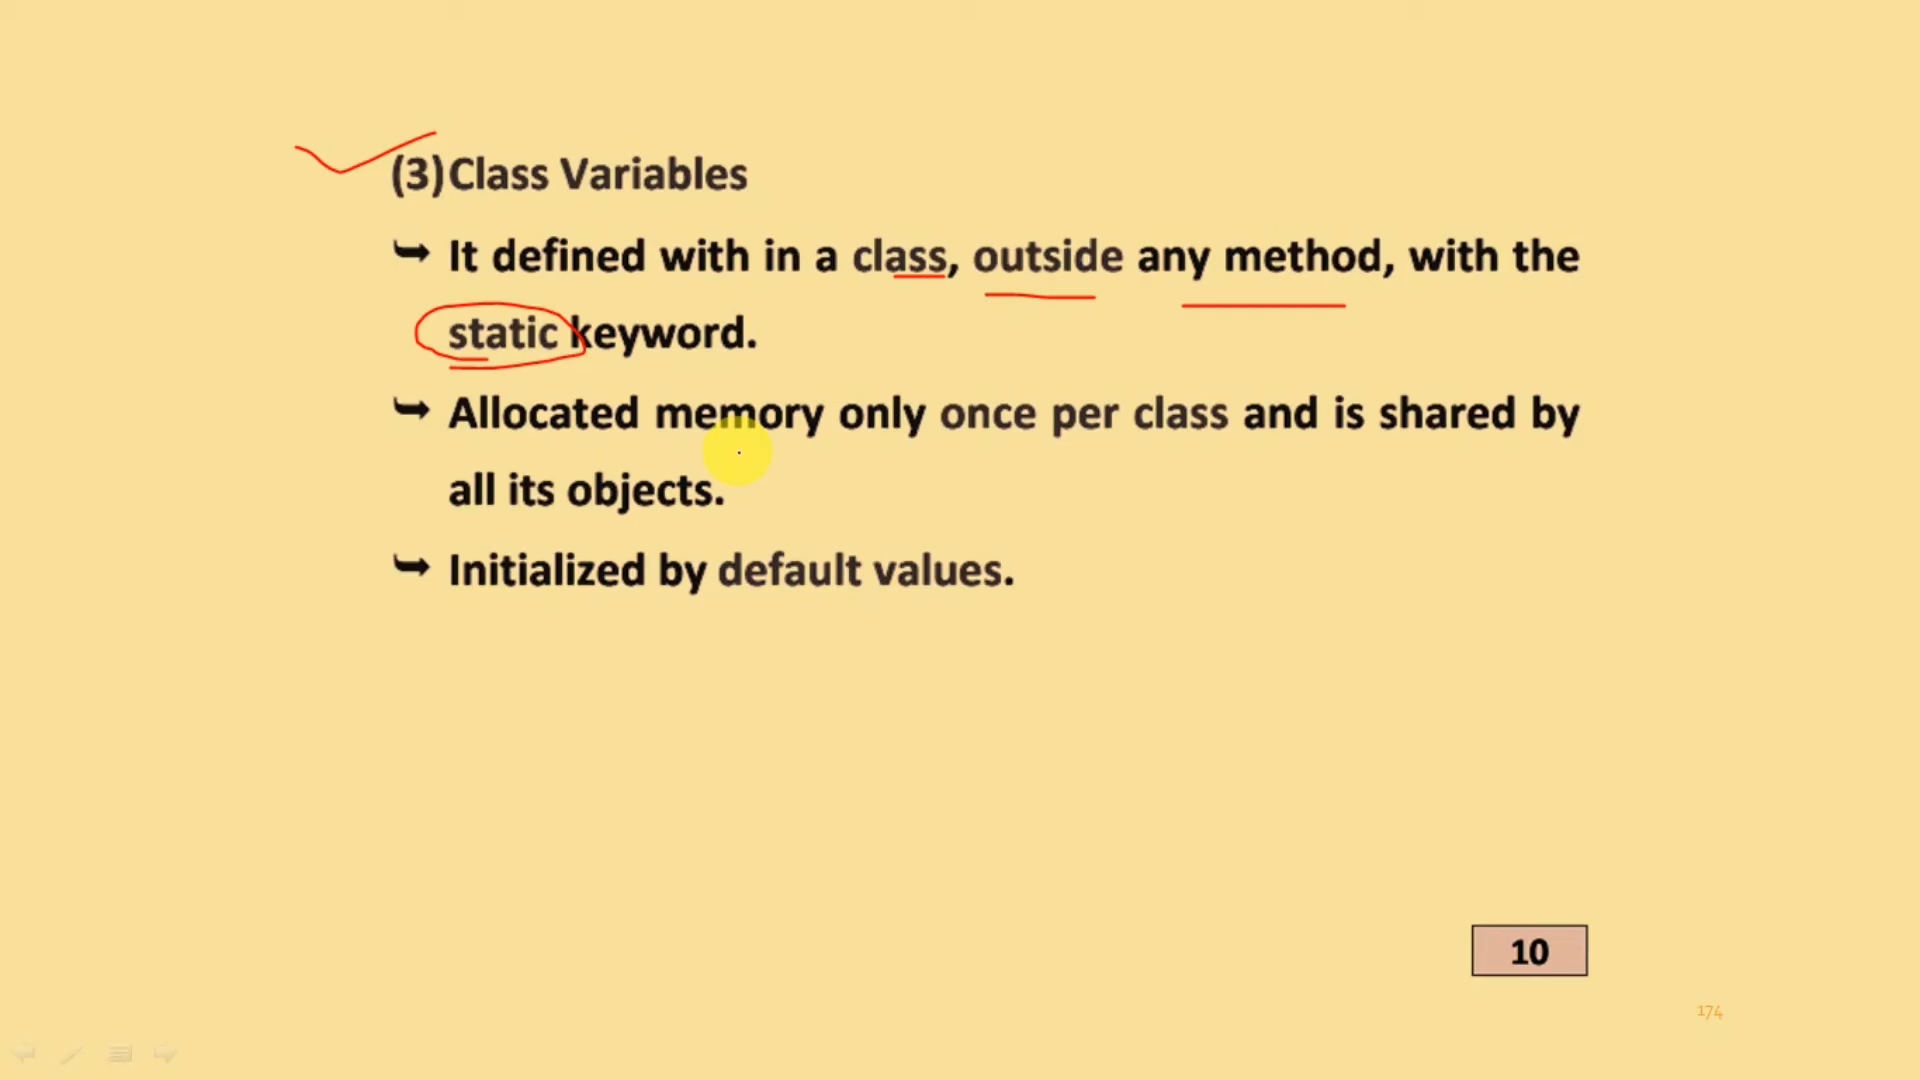 (3)Class Variables
It defined with in a class, outside any method, with the
static keyword.
Allocated memory only once per class and is shared by
all its objects.
Initialized by default values.
10
174